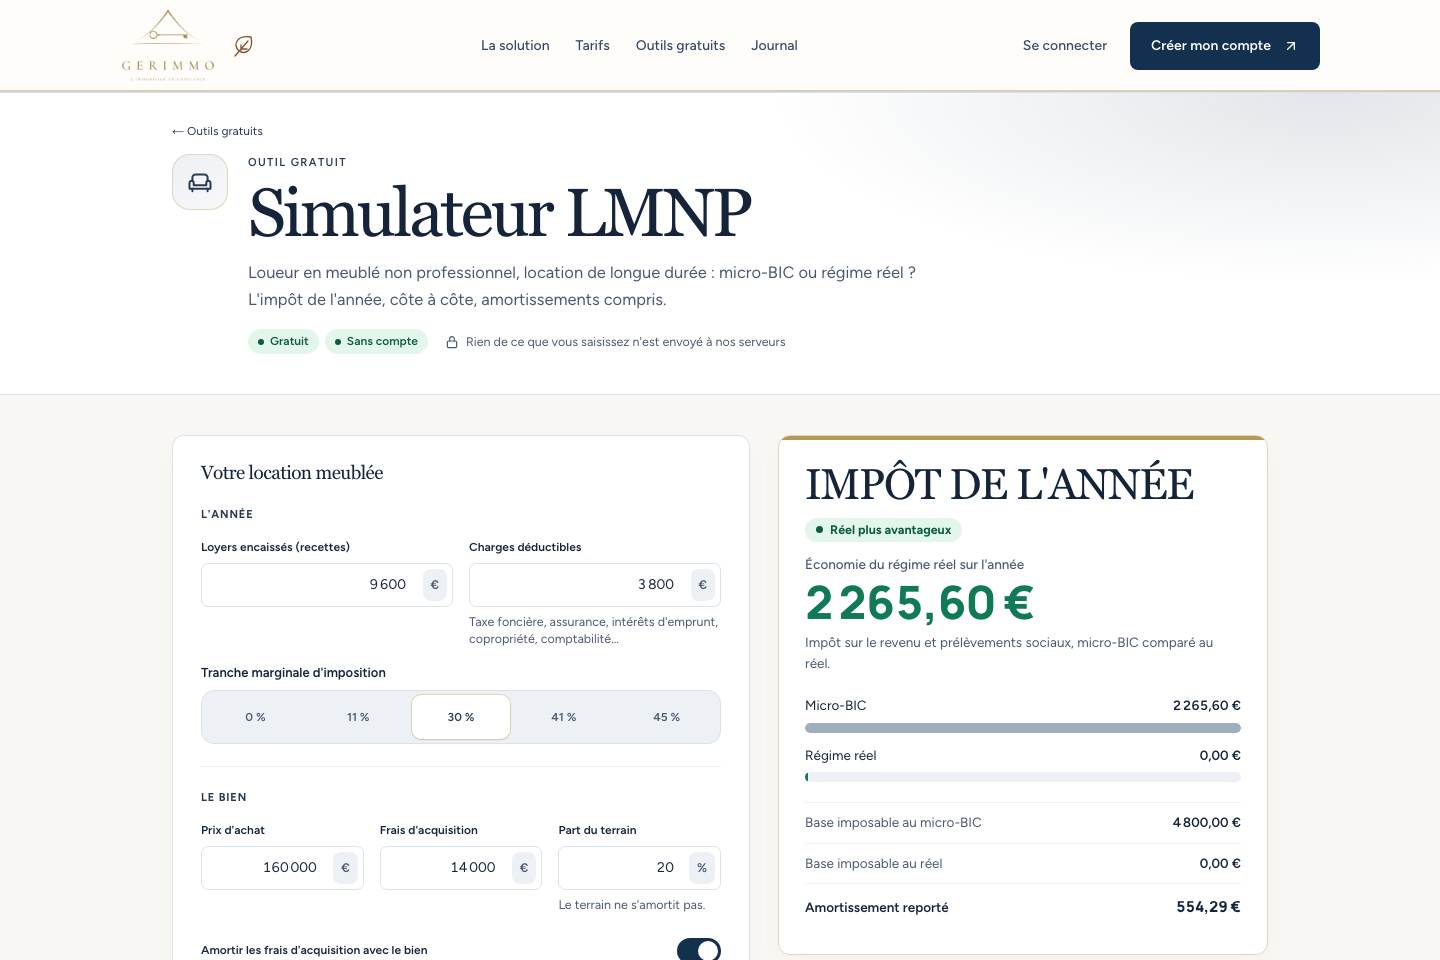 GERIMMO
La solution
Tarifs
Outils gratuits
Journal
Se connecter
Créer mon compte
← Outils gratuits
OUTIL GRATUIT
Simulateur LMNP
Loueur en meublé non professionnel, location de longue durée : micro-BIC ou régime réel ?
L'impôt de l'année, côte à côte, amortissements compris.
Gratuit
Sans compte
Rien de ce que vous saisissez n'est envoyé à nos serveurs
Votre location meublée
L'ANNÉE
Loyers encaissés (recettes)
9 600 €
Charges déductibles
3 800 €
Taxe foncière, assurance, intérêts d'emprunt,
copropriété, comptabilité…
Tranche marginale d'imposition
0 % 11 % 30 % 41 % 45 %
LE BIEN
Prix d'achat
160 000 €
Frais d'acquisition
14 000 €
Part du terrain
20 %
Le terrain ne s'amortit pas.
Amortir les frais d'acquisition avec le bien
IMPÔT DE L'ANNÉE
Réel plus avantageux
Économie du régime réel sur l'année
2 265,60 €
Impôt sur le revenu et prélèvements sociaux, micro-BIC comparé au
réel.
Micro-BIC 2 265,60 €
Régime réel 0,00 €
Base imposable au micro-BIC 4 800,00 €
Base imposable au réel 0,00 €
Amortissement reporté 554,29 €